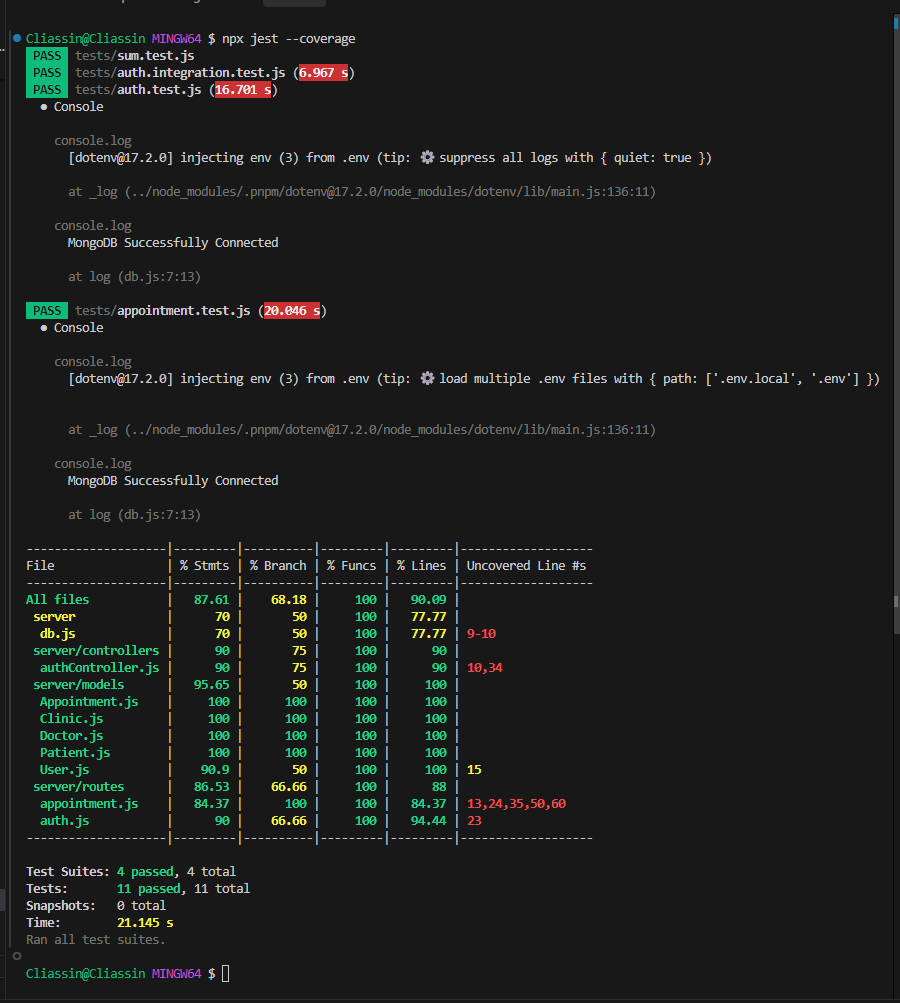 Cliassin@Cliassin MINGW64 $ npx jest --coverage
PASS tests/sum.test.js
PASS tests/auth.integration.test.js (6.967 s)
PASS tests/auth.test.js (16.701 s)
● Console
console.log
[dotenv@17.2.0] injecting env (3) from .env (tip: ⚙ suppress all logs with { quiet: true })
at _log (../node_modules/.pnpm/dotenv@17.2.0/node_modules/dotenv/lib/main.js:136:11)
console.log
MongoDB Successfully Connected
at log (db.js:7:13)
PASS tests/appointment.test.js (20.046 s)
● Console
console.log
[dotenv@17.2.0] injecting env (3) from .env (tip: ⚙ load multiple .env files with { path: ['.env.local', '.env'] })
at _log (../node_modules/.pnpm/dotenv@17.2.0/node_modules/dotenv/lib/main.js:136:11)
console.log
MongoDB Successfully Connected
at log (db.js:7:13)
--------------------|---------|----------|---------|---------|-------------------
File | % Stmts | % Branch | % Funcs | % Lines | Uncovered Line #s
--------------------|---------|----------|---------|---------|-------------------
All files | 87.61 | 68.18 | 100 | 90.09 |
server | 70 | 50 | 100 | 77.77 |
db.js | 70 | 50 | 100 | 77.77 | 9-10
server/controllers | 90 | 75 | 100 | 90 |
authController.js | 90 | 75 | 100 | 90 | 10,34
server/models | 95.65 | 50 | 100 | 100 |
Appointment.js | 100 | 100 | 100 | 100 |
Clinic.js | 100 | 100 | 100 | 100 |
Doctor.js | 100 | 100 | 100 | 100 |
Patient.js | 100 | 100 | 100 | 100 |
User.js | 90.9 | 50 | 100 | 100 | 15
server/routes | 86.53 | 66.66 | 100 | 88 |
appointment.js | 84.37 | 100 | 100 | 84.37 | 13,24,35,50,60
auth.js | 90 | 66.66 | 100 | 94.44 | 23
--------------------|---------|----------|---------|---------|-------------------
Test Suites: 4 passed, 4 total
Tests: 11 passed, 11 total
Snapshots: 0 total
Time: 21.145 s
Ran all test suites.
Cliassin@Cliassin MINGW64 $